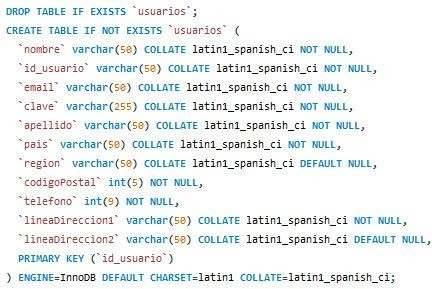 DROP TABLE IF EXISTS `usuarios`;
CREATE TABLE IF NOT EXISTS `usuarios` (
  `nombre` varchar(50) COLLATE latin1_spanish_ci NOT NULL,
  `id_usuario` varchar(50) COLLATE latin1_spanish_ci NOT NULL,
  `email` varchar(50) COLLATE latin1_spanish_ci NOT NULL,
  `clave` varchar(255) COLLATE latin1_spanish_ci NOT NULL,
  `apellido` varchar(50) COLLATE latin1_spanish_ci NOT NULL,
  `pais` varchar(50) COLLATE latin1_spanish_ci NOT NULL,
  `region` varchar(50) COLLATE latin1_spanish_ci DEFAULT NULL,
  `codigoPostal` int(5) NOT NULL,
  `telefono` int(9) NOT NULL,
  `lineaDireccion1` varchar(50) COLLATE latin1_spanish_ci NOT NULL,
  `lineaDireccion2` varchar(50) COLLATE latin1_spanish_ci DEFAULT NULL,
  PRIMARY KEY (`id_usuario`)
) ENGINE=InnoDB DEFAULT CHARSET=latin1 COLLATE=latin1_spanish_ci;